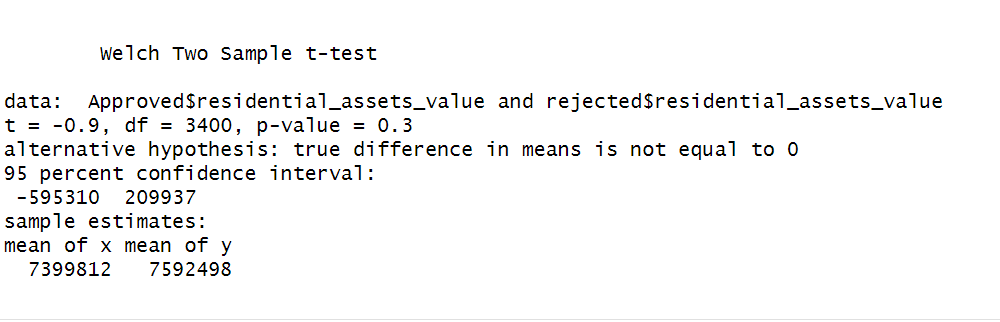 Welch Two Sample t-test
data:  Approved$residential_assets_value and rejected$residential_assets_value
t = -0.9, df = 3400, p-value = 0.3
alternative hypothesis: true difference in means is not equal to 0
95 percent confidence interval:
 -595310  209937
sample estimates:
mean of x mean of y
  7399812   7592498